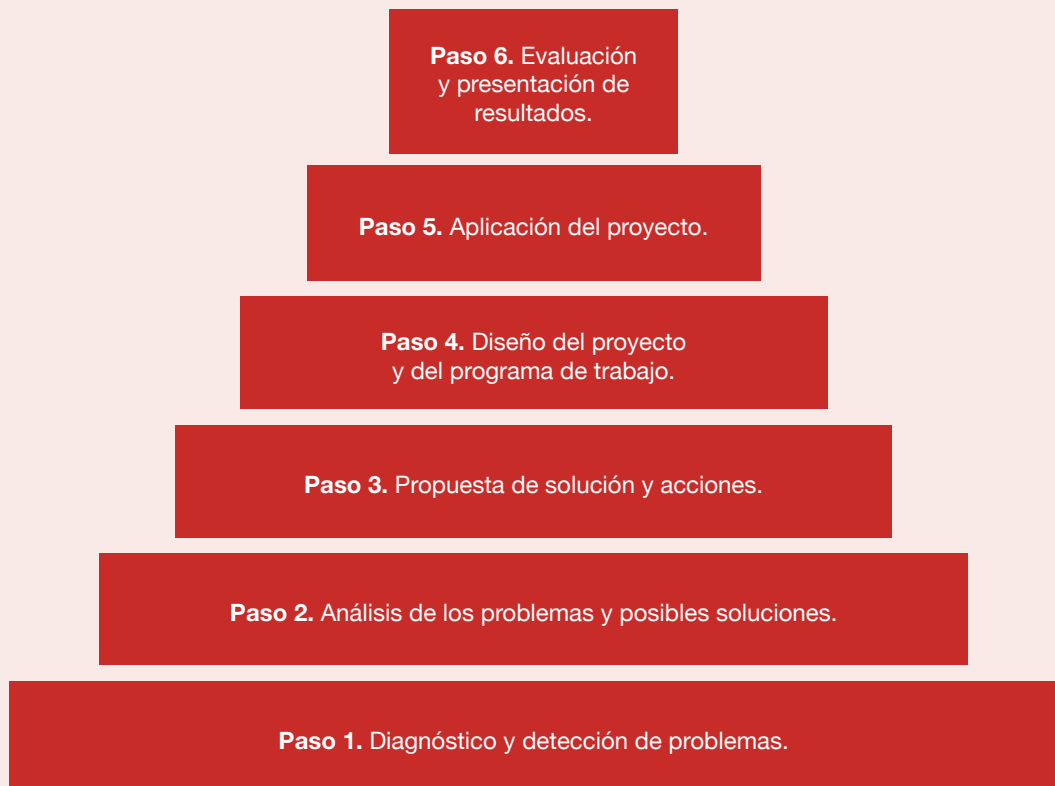 Paso 6. Evaluación
y presentación de
resultados.
Paso 5. Aplicación del proyecto.
Paso 4. Diseño del proyecto
y del programa de trabajo.
Paso 3. Propuesta de solución y acciones.
Paso 2. Análisis de los problemas y posibles soluciones.
Paso 1. Diagnóstico y detección de problemas.